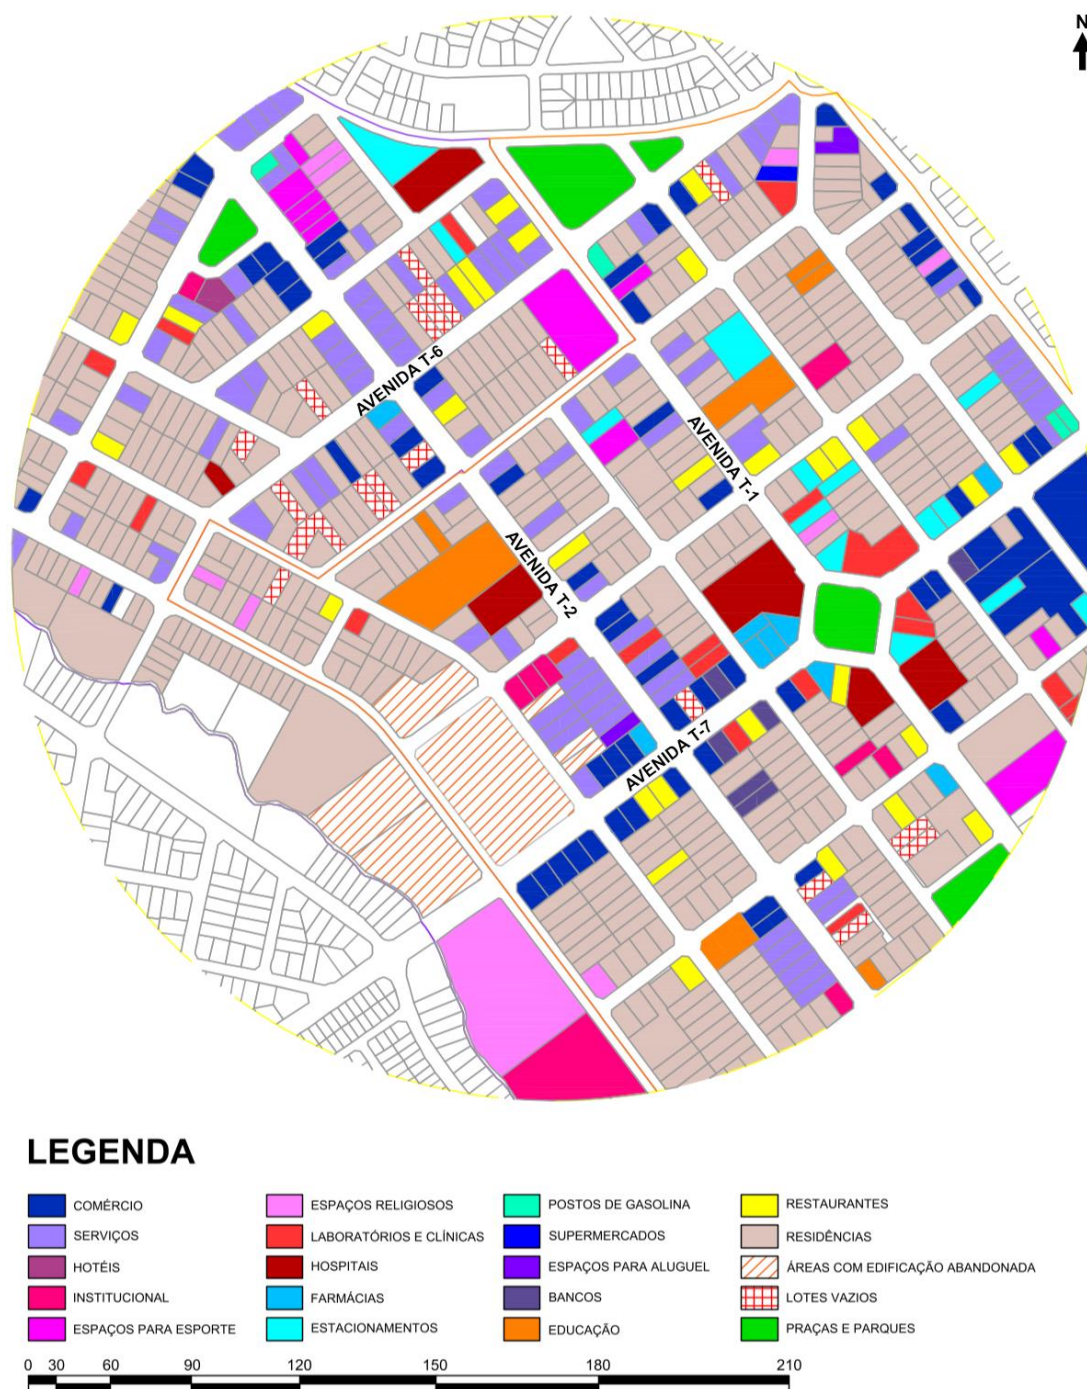 N
AVENIDA T-6
AVENIDA T-1
AVENIDA T-2
AVENIDA T-7
LEGENDA
COMÉRCIO
SERVIÇOS
HOTÉIS
INSTITUCIONAL
ESPAÇOS PARA ESPORTE
ESPAÇOS RELIGIOSOS
LABORATÓRIOS E CLÍNICAS
HOSPITAIS
FARMÁCIAS
ESTACIONAMENTOS
POSTOS DE GASOLINA
SUPERMERCADOS
ESPAÇOS PARA ALUGUEL
BANCOS
EDUCAÇÃO
RESTAURANTES
RESIDÊNCIAS
ÁREAS COM EDIFICAÇÃO ABANDONADA
LOTES VAZIOS
PRAÇAS E PARQUES
0 30 60 90 120 150 180 210